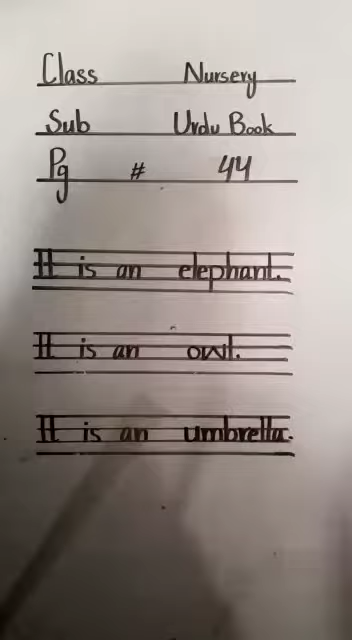 Class Nursery
Sub Urdu Book
Pg # 44
It is an elephant.
It is an owl.
It is an umbrella.